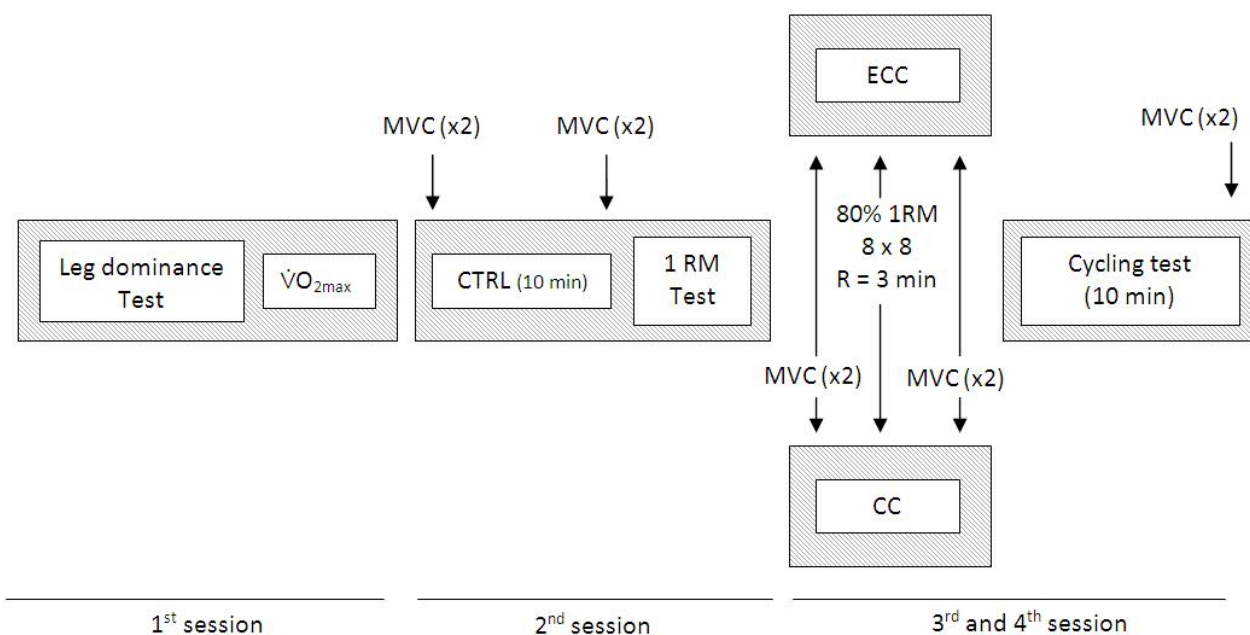 ECC
MVC (x2)
MVC (x2)
MVC (x2)
Leg dominance
Test
V̇O2max
CTRL (10 min)
1 RM
Test
80% 1RM
8 x 8
R = 3 min
Cycling test
(10 min)
MVC (x2)
MVC (x2)
CC
1st session
2nd session
3rd and 4th session